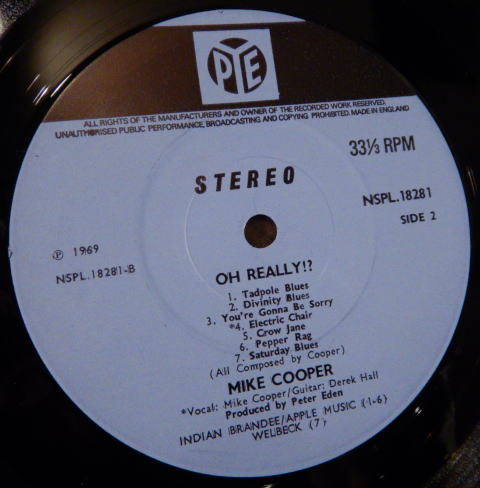 PYE
ALL RIGHTS OF THE MANUFACTURERS AND OWNER OF THE RECORDED WORK RESERVED.
UNAUTHORISED PUBLIC PERFORMANCE, BROADCASTING AND COPYING PROHIBITED. MADE IN ENGLAND
33⅓ RPM
STEREO
NSPL.18281
SIDE 2
℗ 1969
NSPL.18281-B
OH REALLY!?
1. Tadpole Blues
2. Divinity Blues
3. You're Gonna Be Sorry
*4. Electric Chair
5. Crow Jane
6. Pepper Rag
7. Saturday Blues
(All Composed by Cooper)
MIKE COOPER
*Vocal: Mike Cooper/Guitar: Derek Hall
Produced by Peter Eden
INDIAN BRANDEE/APPLE MUSIC (1-6)
WELBECK (7)